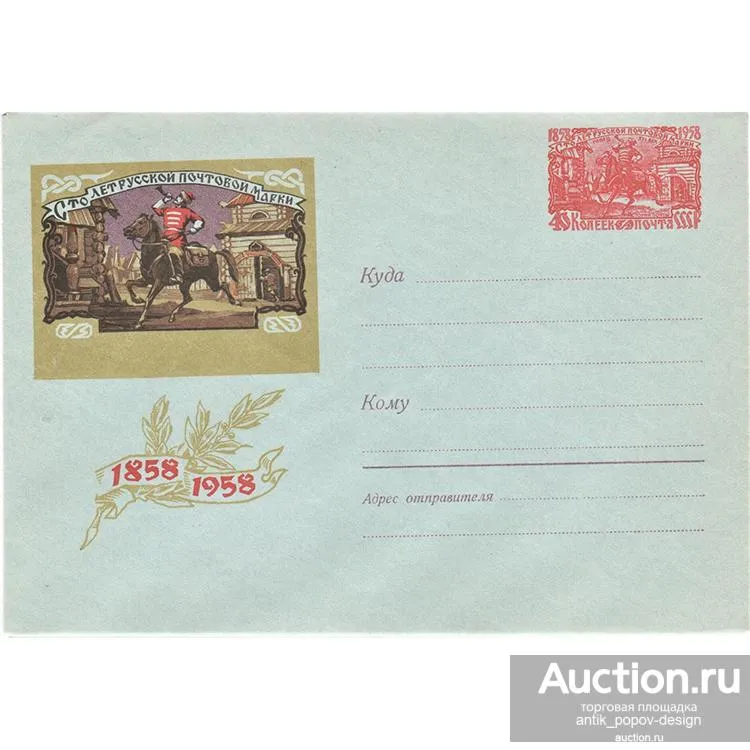 1858 1958
СТО ЛЕТ РУССКОЙ ПОЧТОВОЙ МАРКИ
40 КОПЕЕК ПОЧТА СССР
СТО ЛЕТ РУССКОЙ ПОЧТОВОЙ МАРКИ
Куда
Кому
1858
1958
Адрес отправителя
Auction.ru
торговая площадка
antik_popov-design
auction.ru